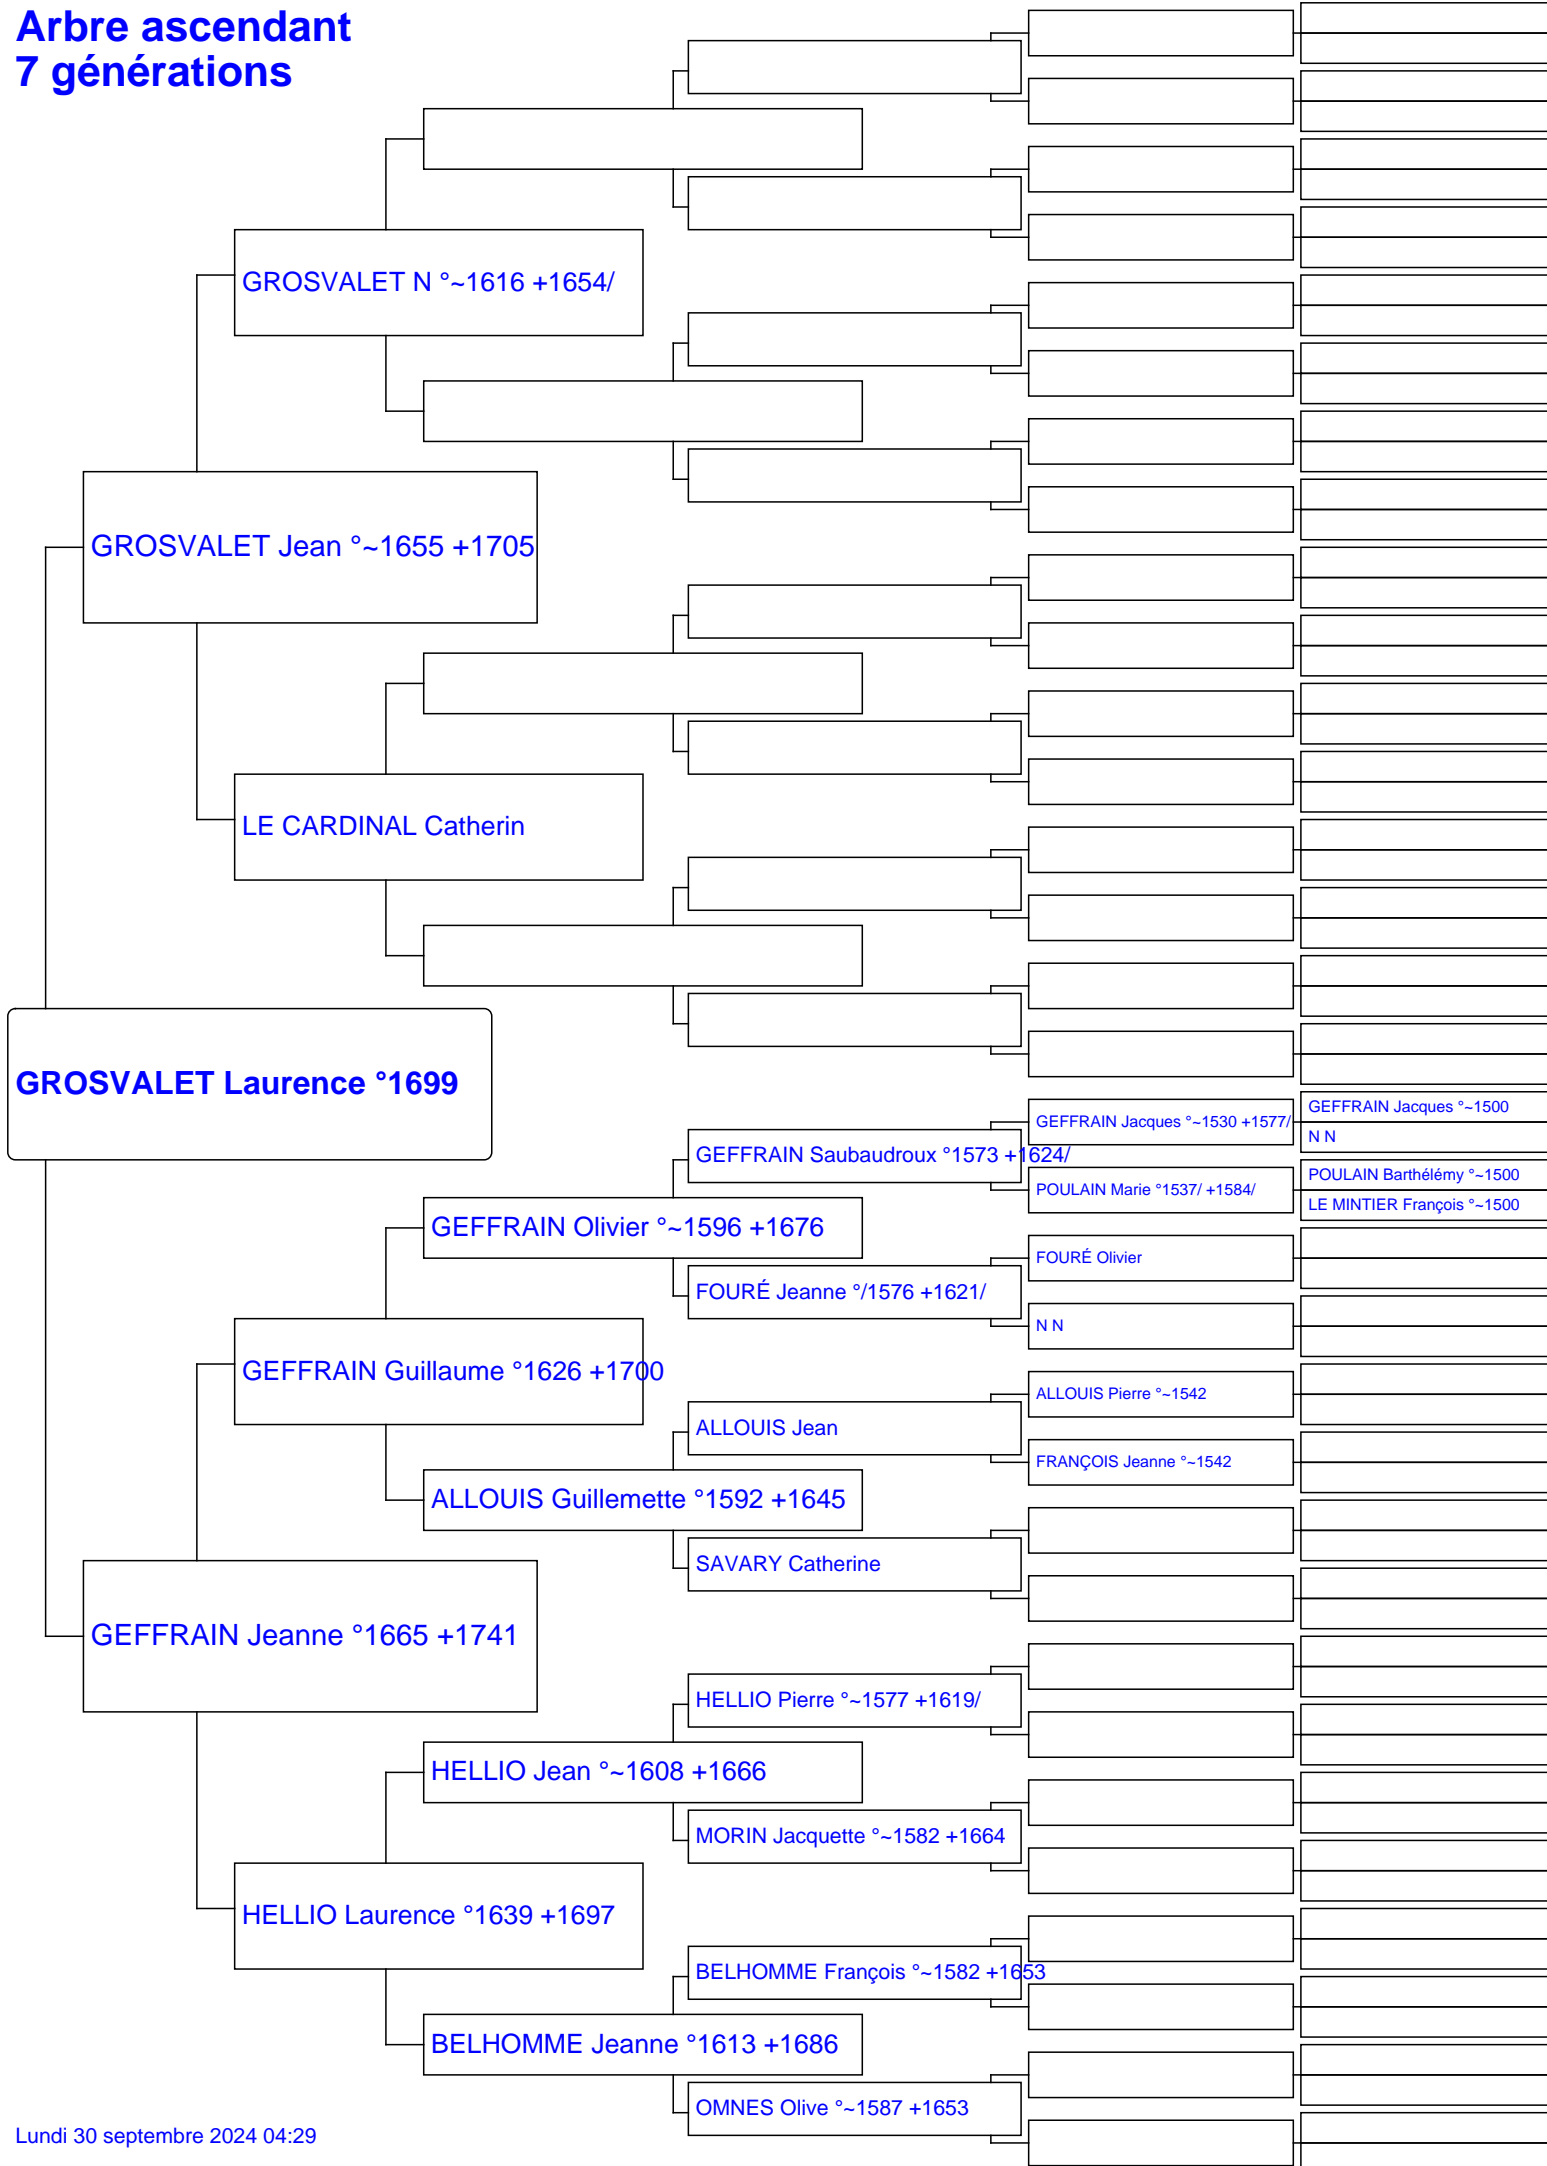 Arbre ascendant
7 générations
GROSVALET N °~1616 +1654/
GROSVALET Jean °~1655 +1705
LE CARDINAL Catherin
GROSVALET Laurence °1699
GEFFRAIN Jacques °~1500
GEFFRAIN Jacques °~1530 +1577/
N N
GEFFRAIN Saubaudroux °1573 +1624/
POULAIN Barthélémy °~1500
POULAIN Marie °1537/ +1584/
LE MINTIER François °~1500
GEFFRAIN Olivier °~1596 +1676
FOURÉ Olivier
FOURÉ Jeanne °/1576 +1621/
N N
GEFFRAIN Guillaume °1626 +1700
ALLOUIS Pierre °~1542
ALLOUIS Jean
FRANÇOIS Jeanne °~1542
ALLOUIS Guillemette °1592 +1645
SAVARY Catherine
GEFFRAIN Jeanne °1665 +1741
HELLIO Pierre °~1577 +1619/
HELLIO Jean °~1608 +1666
MORIN Jacquette °~1582 +1664
HELLIO Laurence °1639 +1697
BELHOMME François °~1582 +1653
BELHOMME Jeanne °1613 +1686
OMNES Olive °~1587 +1653
Lundi 30 septembre 2024 04:29